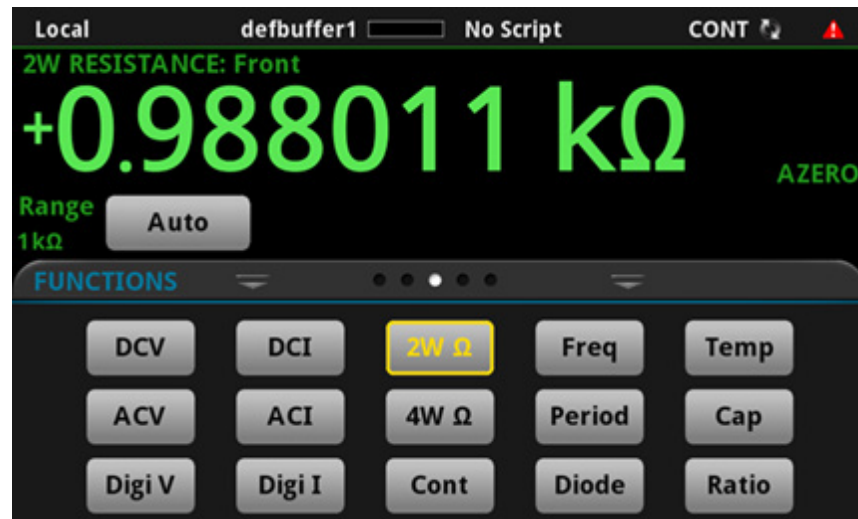 Local defbuffer1 No Script CONT
2W RESISTANCE: Front
+0.988011 kΩ
AZERO
Range Auto
1kΩ
FUNCTIONS
DCV DCI 2W Ω Freq Temp
ACV ACI 4W Ω Period Cap
Digi V Digi I Cont Diode Ratio